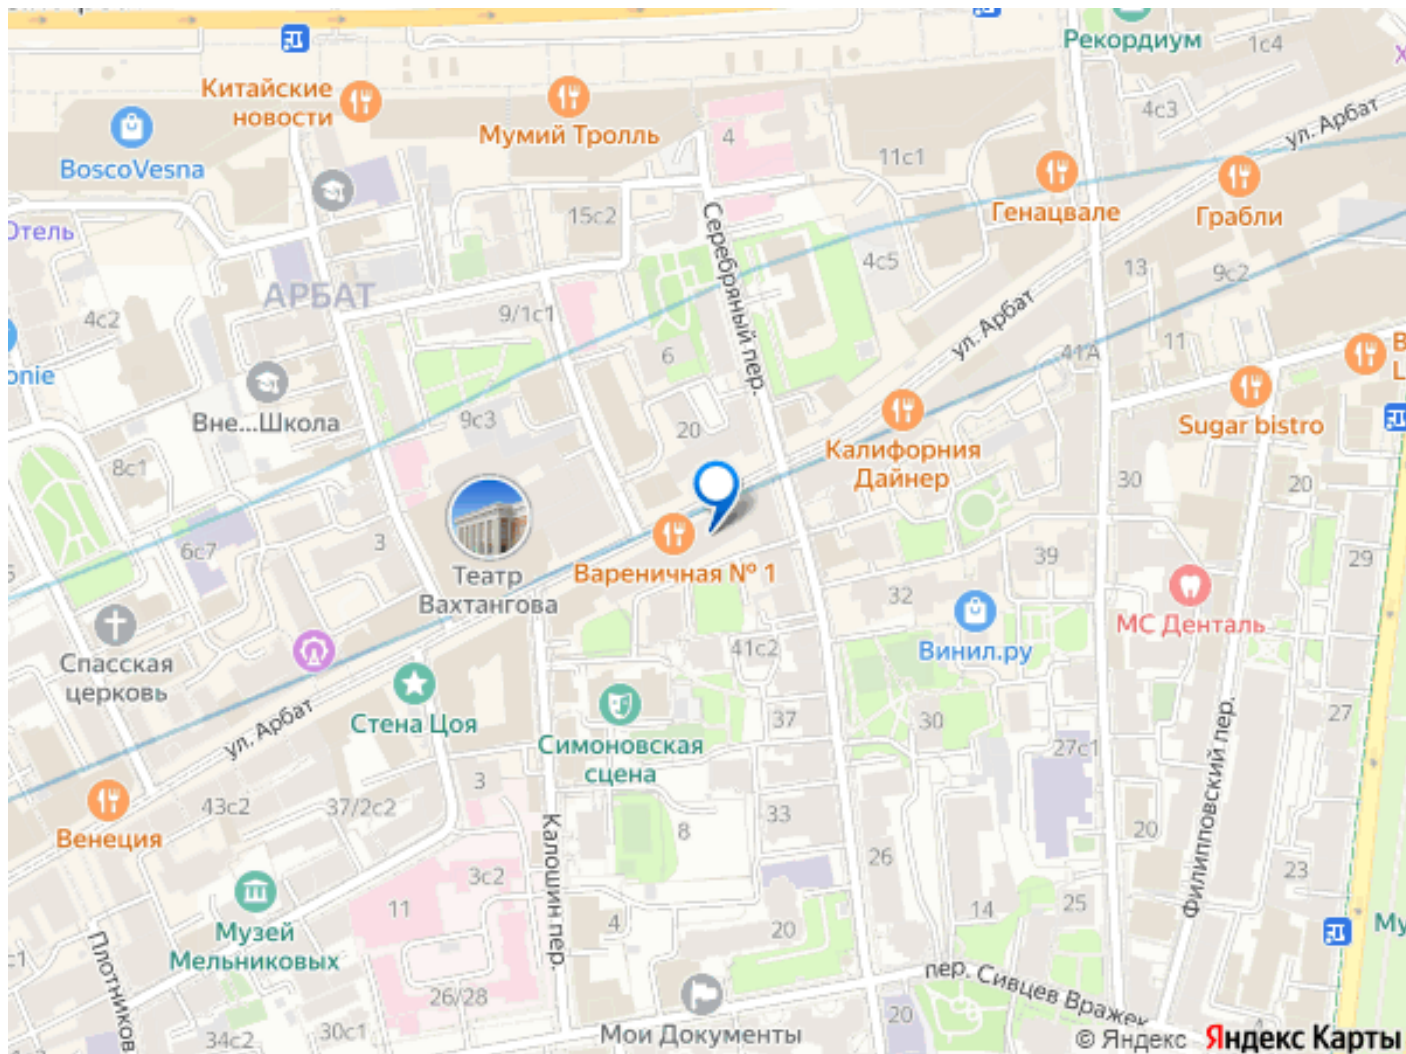 Рекордиум
1с4
Китайские
новости
Мумий Тролль
BoscoVesna
4
4с3
ул. Арбат
11с1
Генацвале
Грабли
Отель
15с2
Серебряный пер.
4с5
13
9с2
АРБАТ
4с2
9/1с1
ул. Арбат
11
6
41А
onie
Вне...Школа
9с3
20
Калифорния
Дайнер
Sugar bistro
8с1
30
20
6с7
3
Театр
Вахтангова
Вареничная № 1
39
29
32
МС Денталь
Спасская
церковь
41с2
Винил.ру
Стена Цоя
ул. Арбат
Симоновская
сцена
37
30
27
27с1
Филипповский пер.
3
43с2
37/2с2
Венеция
33
8
20
Калошин пер.
26
23
3с2
11
Музей
Мельниковых
4
20
14
25
Му
Плотников
26/28
пер. Сивцев Вражек
34с2
30с1
Мои Документы
20
© Яндекс
Яндекс Карты